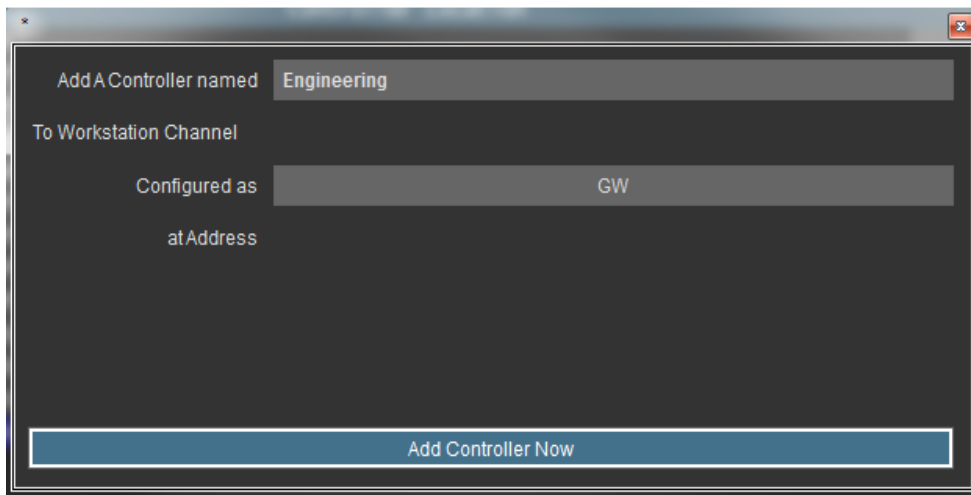 *
Add A Controller named Engineering
To Workstation Channel
Configured as GW
at Address
Add Controller Now